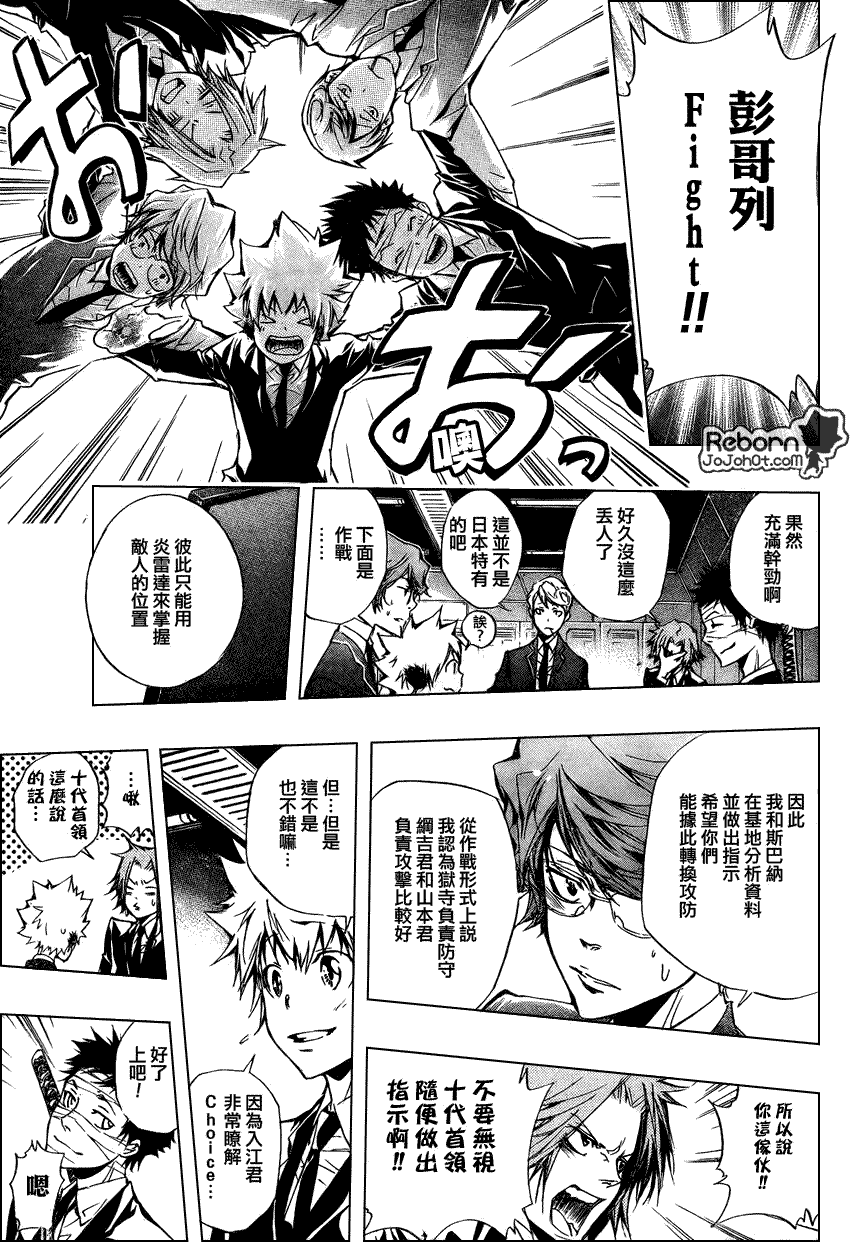 彭哥列
Fight!!
お゛
おっ
噢
Reborn
JoJoHOt.com
果然
充滿幹勁啊
好久沒這麼
丟人了
這並不是
日本特有
的吧
誒?
下面是
作戰
……
彼此只能用
炎雷達來掌握
敵人的位置
因此
我和斯巴納
在基地分析資料
並做出指示
希望你們
能據此轉換攻防
從作戰形式上說
我認為獄寺負責防守
綱吉君和山本君
負責攻擊比較好
所以說
你這傢伙!!
不要無視
十代首領
隨便做出
指示啊!!
但…但是
這不是
也不錯嘛…
因為入江君
非常瞭解
Choice…
十代首領
這麼說
的話…
好了
上吧!
嗯